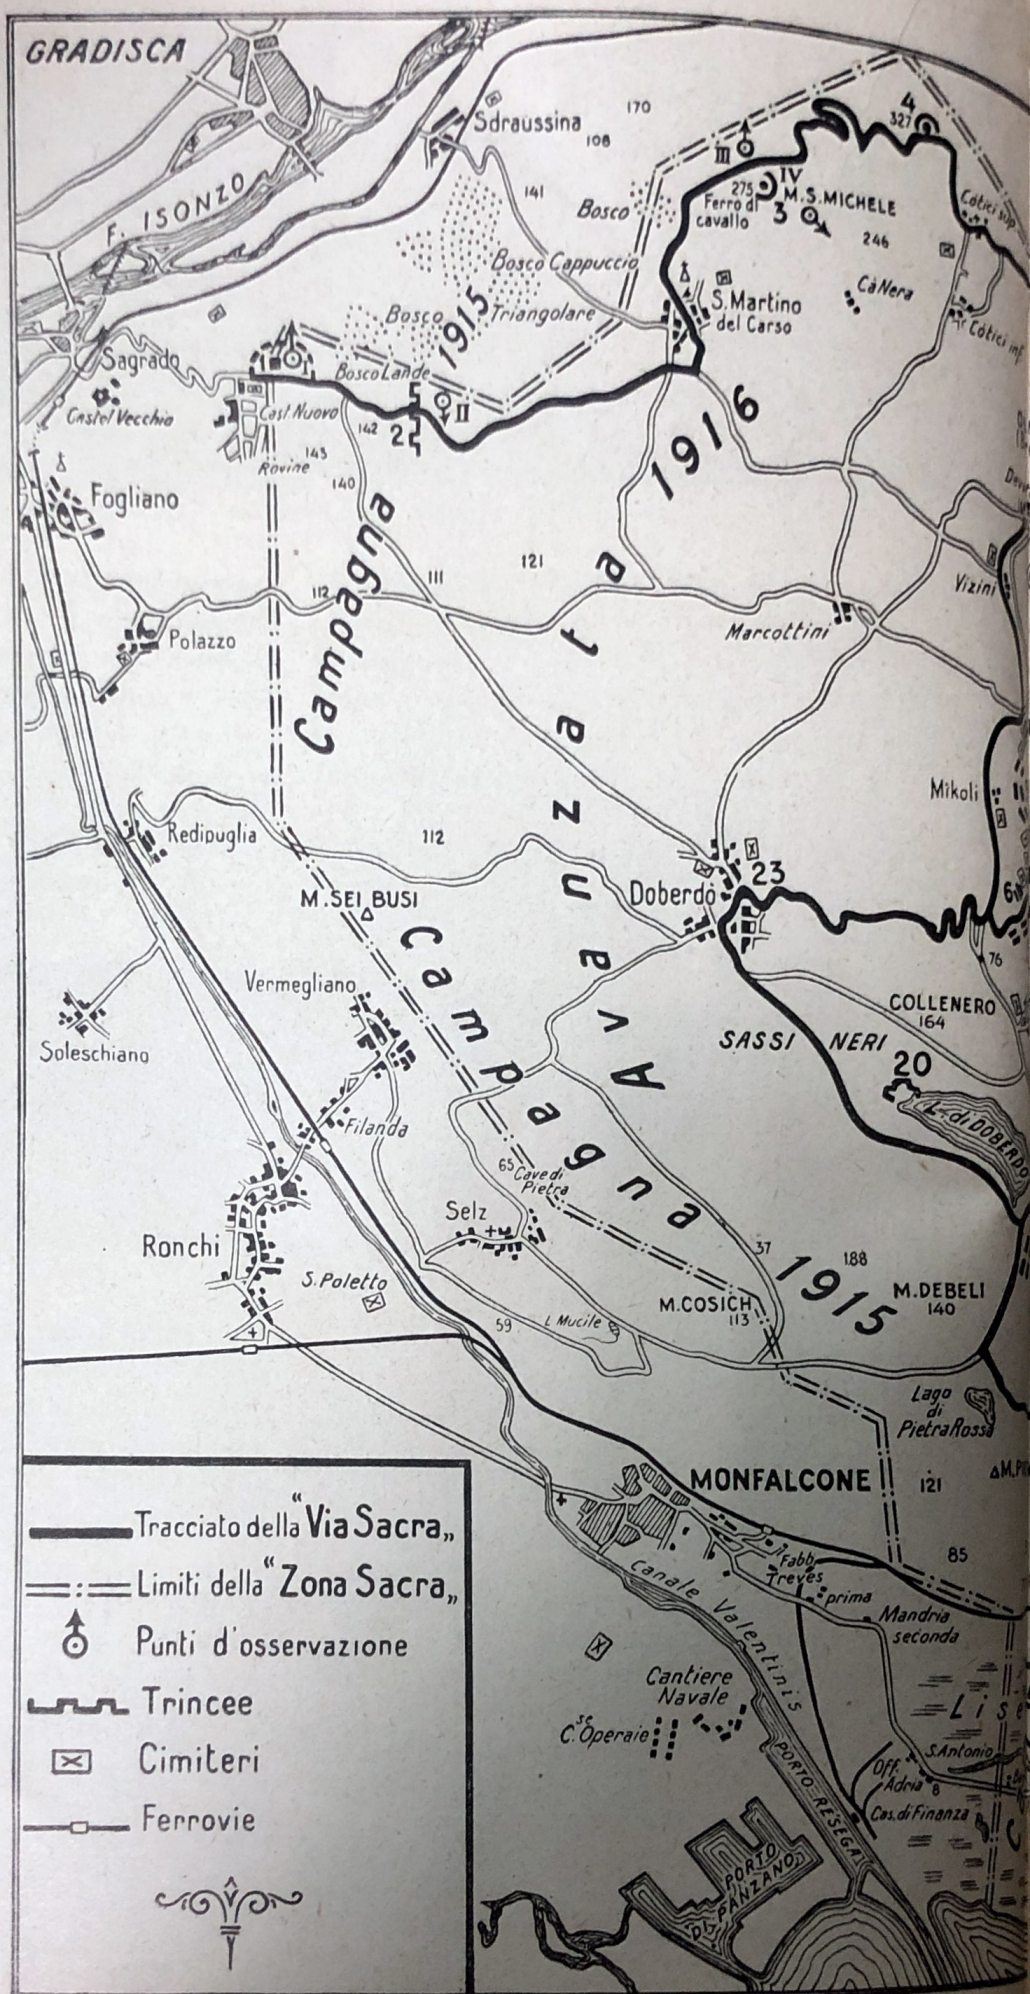 GRADISCA
Sdraussina
170
108
4
327
III
IV
275
Ferro di
cavallo
M.S.MICHELE
3
141
Bosco
246
Cotici sup
F. ISONZO
Bosco Cappuccio
Cà Nera
S. Martino
del Carso
Cotici inf.
Bosco Triangolare
1915
Sagrado
I
Bosco Lande
Castel Vecchio
Cast. Nuovo
II
142
2
143
Rovine
140
1916
Fogliano
121
111
112
Vizini
Polazzo
Marcottini
Campagna
Avanzata
Mikoli
Redipuglia
112
23
Doberdò
M. SEI BUSI
6
76
Vermegliano
COLLENERO
164
Soleschiano
SASSI NERI
20
L. di DOBERDO
Filanda
Campagna 1915
65
Cave di
Pietra
Selz
Ronchi
37
188
S. Poletto
M. DEBELI
140
M. COSICH
113
59
L. Mucile
Lago
di
Pietra Rossa
MONFALCONE
121
85
Fabb.
Treves
prima
Mandria
seconda
Canale Valentinis
Cantiere
Navale
C.se Operaie
S. Antonio
Off.
Adria
8
Cas. di Finanza
PORTO RE'SEGA
PORTO
DI PANZANO
Tracciato della “Via Sacra„
Limiti della “Zona Sacra„
Punti d'osservazione
Trincee
Cimiteri
Ferrovie